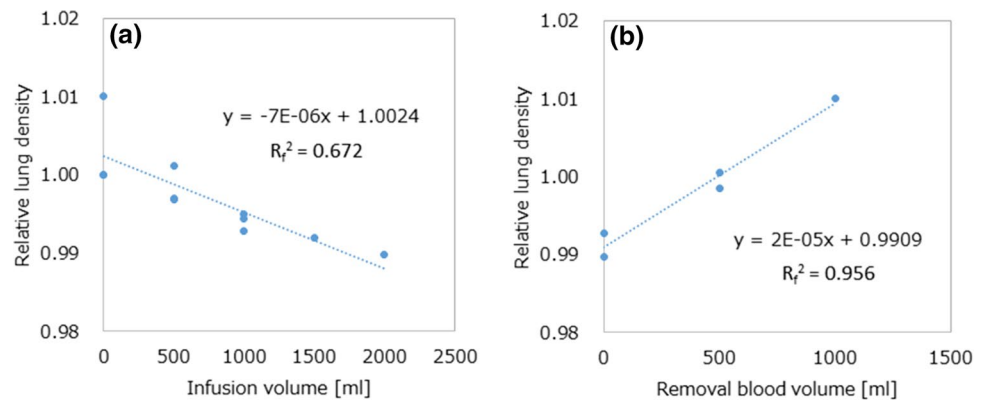 (a)
1.02
1.01
1.00
0.99
0.98
Relative lung density
y = -7E-06x + 1.0024
Rf² = 0.672
0 500 1000 1500 2000 2500
Infusion volume [ml]
(b)
1.02
1.01
1.00
0.99
0.98
Relative lung density
y = 2E-05x + 0.9909
Rf² = 0.956
0 500 1000 1500
Removal blood volume [ml]